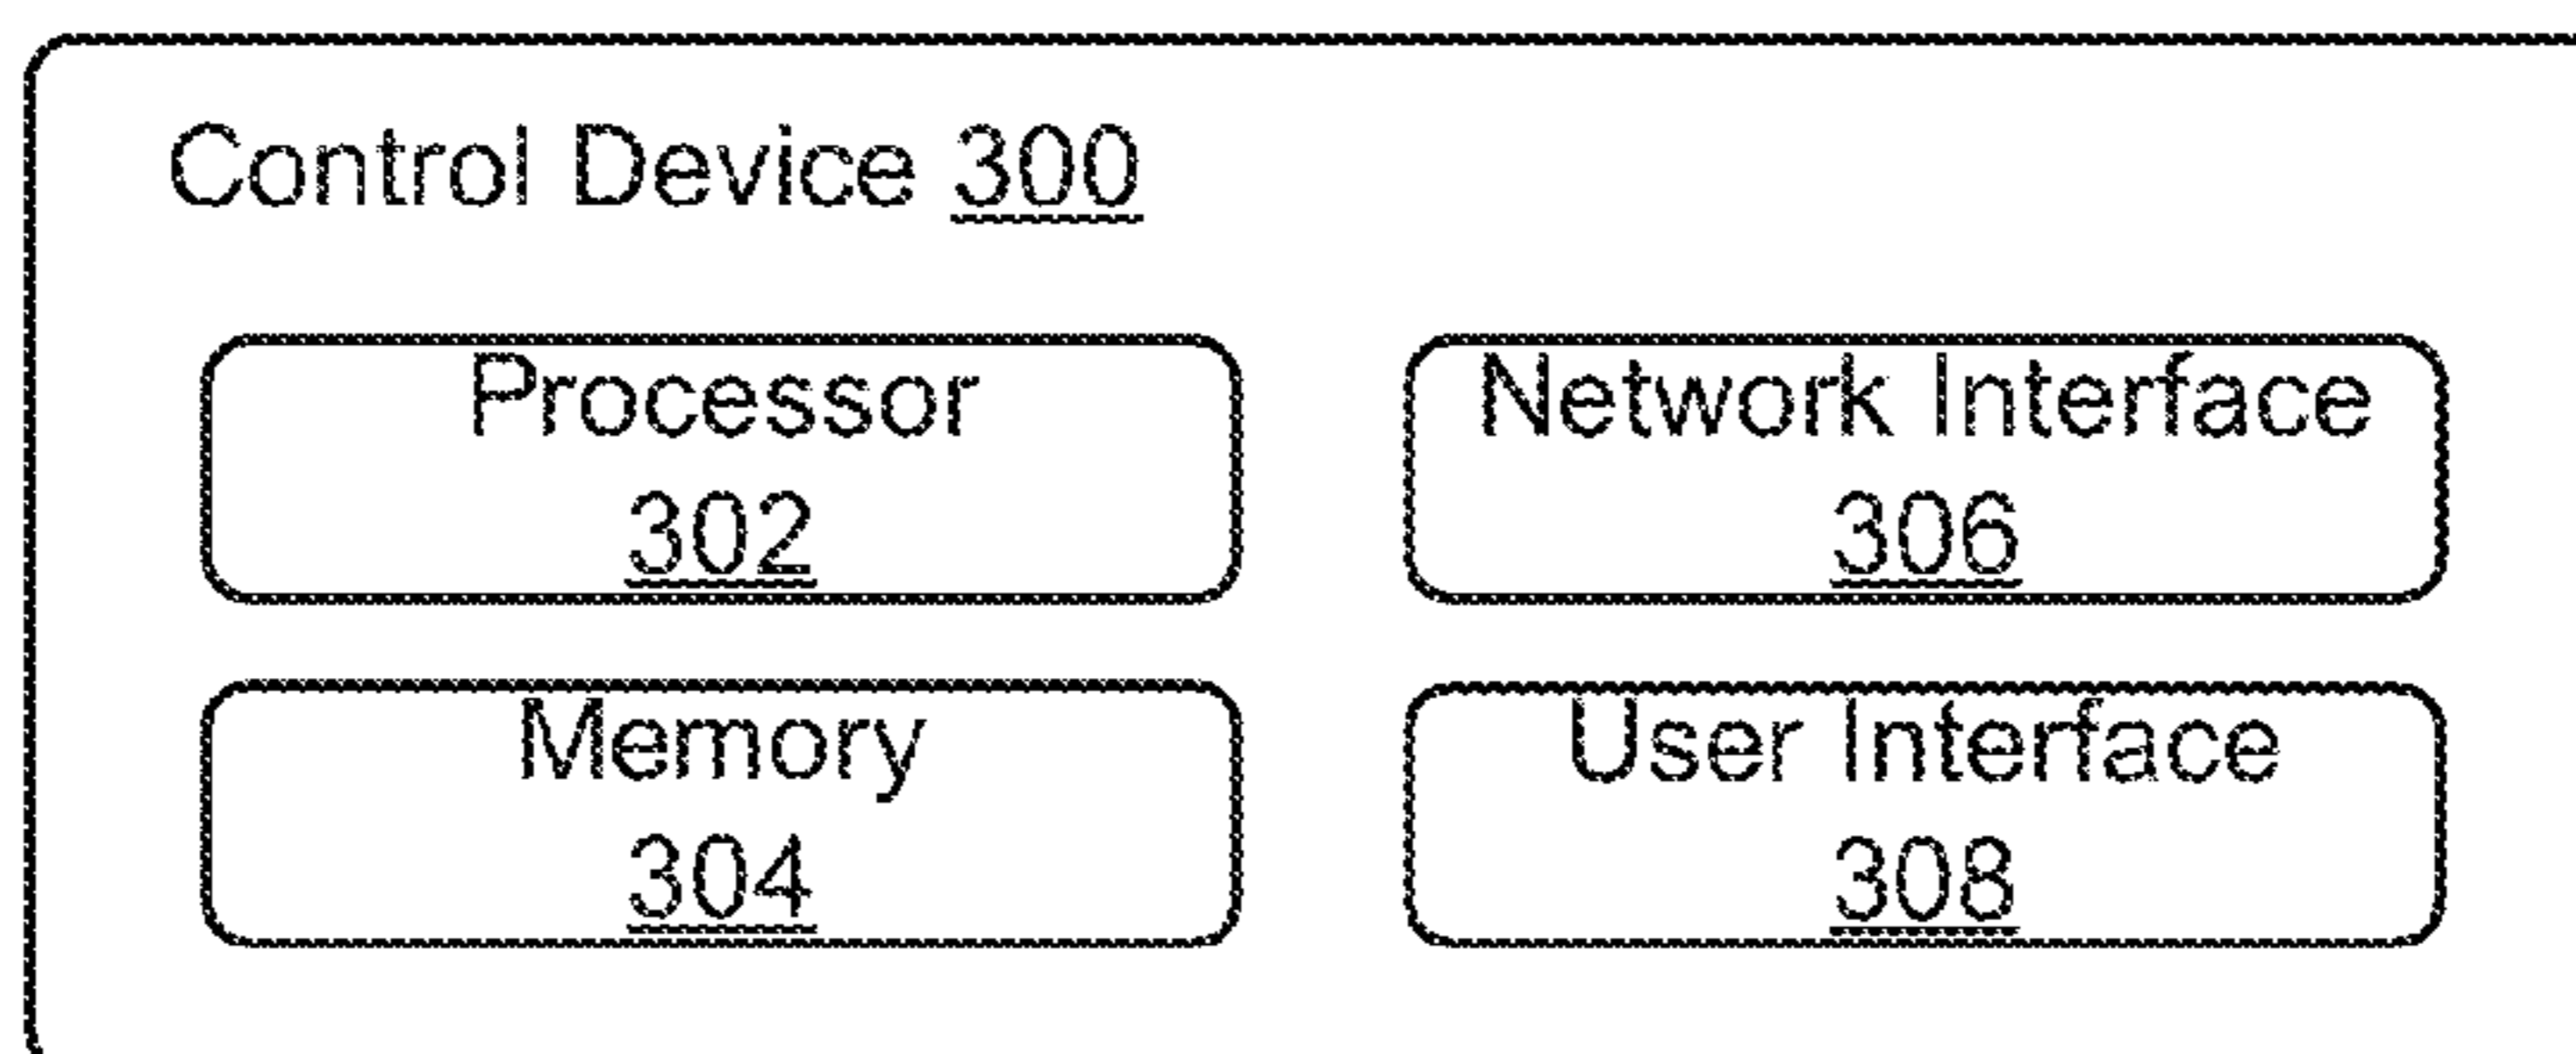 Control Device 300
Processor
302
Network Interface
306
Memory
304
User Interface
308